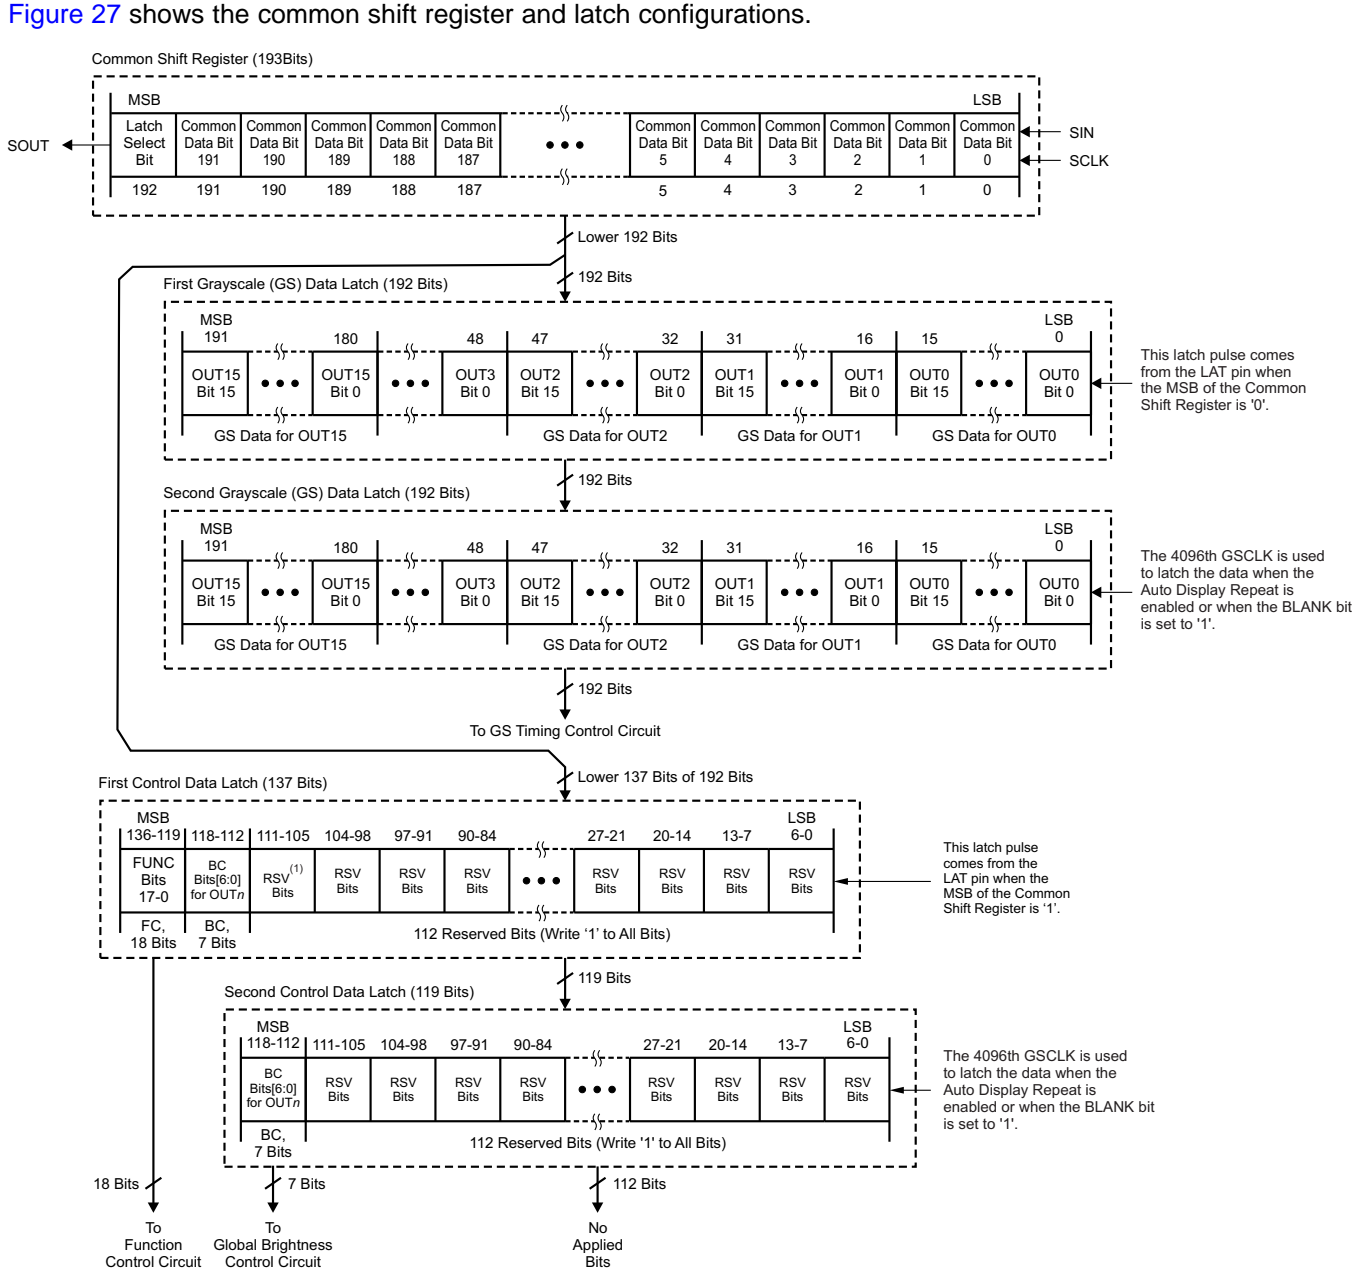 Figure 27 shows the common shift register and latch configurations.
Common Shift Register (193Bits)
MSB LSB
Latch Select Bit
Common Data Bit 191
Common Data Bit 190
Common Data Bit 189
Common Data Bit 188
Common Data Bit 187
Common Data Bit 5
Common Data Bit 4
Common Data Bit 3
Common Data Bit 2
Common Data Bit 1
Common Data Bit 0
SOUT
SIN
SCLK
192 191 190 189 188 187 5 4 3 2 1 0
Lower 192 Bits
192 Bits
First Grayscale (GS) Data Latch (192 Bits)
MSB LSB
191 180 48 47 32 31 16 15 0
OUT15 Bit 15
OUT15 Bit 0
OUT3 Bit 0
OUT2 Bit 15
OUT2 Bit 0
OUT1 Bit 15
OUT1 Bit 0
OUT0 Bit 15
OUT0 Bit 0
GS Data for OUT15 GS Data for OUT2 GS Data for OUT1 GS Data for OUT0
This latch pulse comes
from the LAT pin when
the MSB of the Common
Shift Register is '0'.
192 Bits
Second Grayscale (GS) Data Latch (192 Bits)
MSB LSB
191 180 48 47 32 31 16 15 0
OUT15 Bit 15
OUT15 Bit 0
OUT3 Bit 0
OUT2 Bit 15
OUT2 Bit 0
OUT1 Bit 15
OUT1 Bit 0
OUT0 Bit 15
OUT0 Bit 0
GS Data for OUT15 GS Data for OUT2 GS Data for OUT1 GS Data for OUT0
The 4096th GSCLK is used
to latch the data when the
Auto Display Repeat is
enabled or when the BLANK bit
is set to '1'.
192 Bits
To GS Timing Control Circuit
Lower 137 Bits of 192 Bits
First Control Data Latch (137 Bits)
MSB LSB
136-119 118-112 111-105 104-98 97-91 90-84 27-21 20-14 13-7 6-0
FUNC Bits 17-0
BC Bits[6:0] for OUTn
RSV(1) Bits
RSV Bits
RSV Bits
RSV Bits
RSV Bits
RSV Bits
RSV Bits
RSV Bits
FC, 18 Bits
BC, 7 Bits
112 Reserved Bits (Write ‘1’ to All Bits)
This latch pulse
comes from the
LAT pin when the
MSB of the Common
Shift Register is ‘1’.
119 Bits
Second Control Data Latch (119 Bits)
MSB LSB
118-112 111-105 104-98 97-91 90-84 27-21 20-14 13-7 6-0
BC Bits[6:0] for OUTn
RSV Bits
RSV Bits
RSV Bits
RSV Bits
RSV Bits
RSV Bits
RSV Bits
RSV Bits
BC, 7 Bits
112 Reserved Bits (Write '1' to All Bits)
The 4096th GSCLK is used
to latch the data when the
Auto Display Repeat is
enabled or when the BLANK bit
is set to '1'.
18 Bits 7 Bits 112 Bits
To Function Control Circuit
To Global Brightness Control Circuit
No Applied Bits